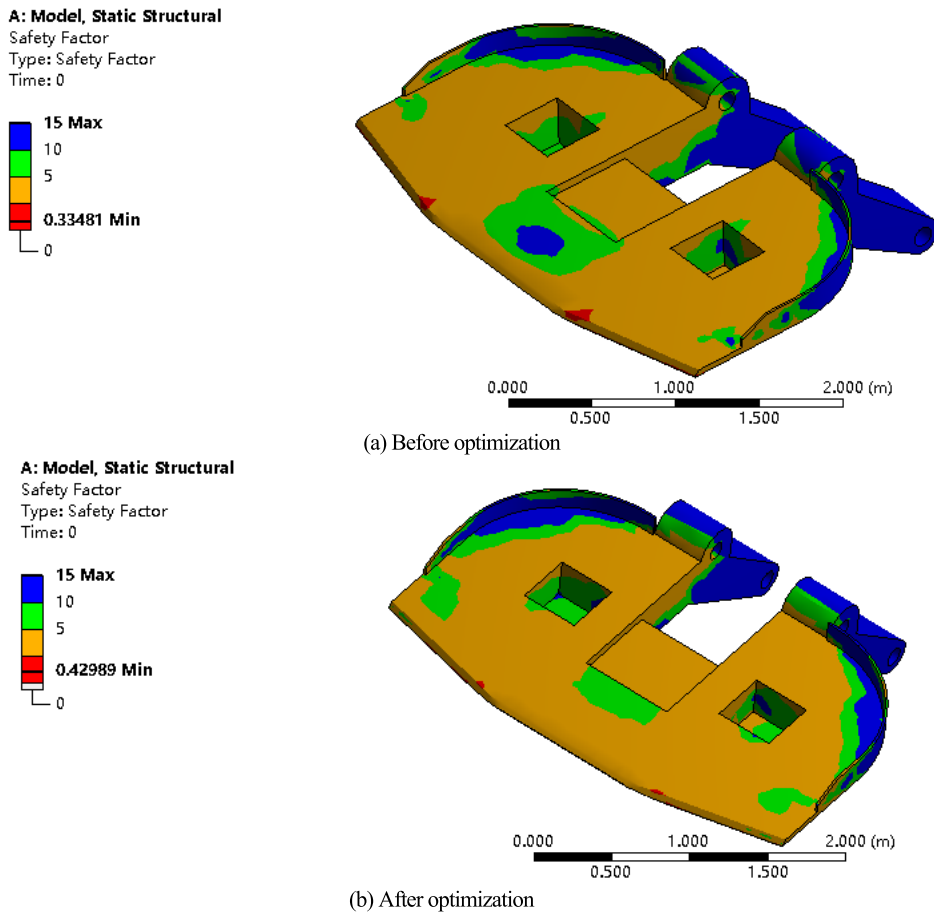 A: Model, Static Structural
Safety Factor
Type: Safety Factor
Time: 0
15 Max
10
5
0.33481 Min
0
0.000 1.000 2.000 (m)
0.500 1.500
(a) Before optimization
A: Model, Static Structural
Safety Factor
Type: Safety Factor
Time: 0
15 Max
10
5
0.42989 Min
0
0.000 1.000 2.000 (m)
0.500 1.500
(b) After optimization